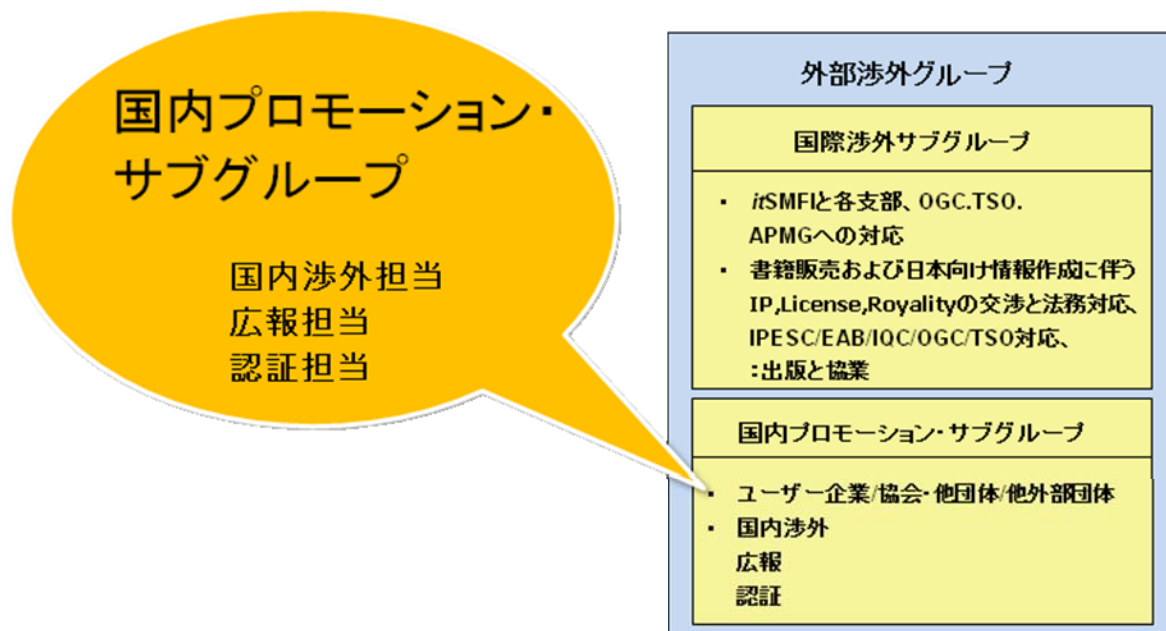 国内プロモーション・
サブグループ
国内渉外担当
広報担当
認証担当
外部渉外グループ
国際渉外サブグループ
・ itSMFIと各支部、OGC.TSO.
APMGへの対応
・ 書籍販売および日本向け情報作成に伴う
IP,License,Royalityの交渉と法務対応、
IPESC/EAB/IQC/OGC/TSO対応、
：出版と協業
国内プロモーション・サブグループ
・ ユーザー企業/協会・他団体/他外部団体
・ 国内渉外
広報
認証